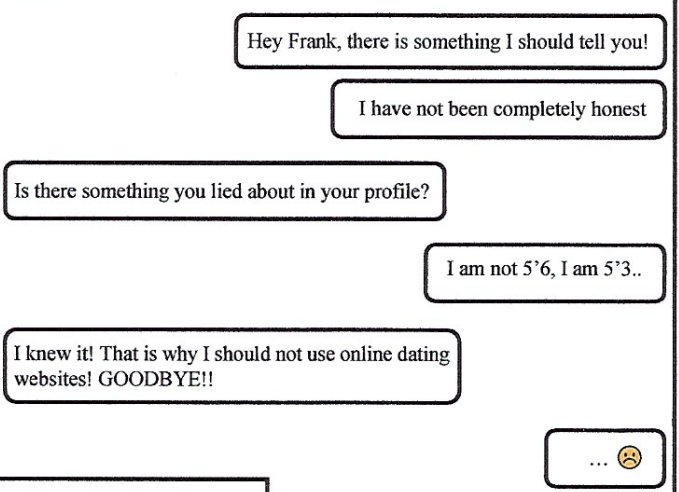 Hey Frank, there is something I should tell you!
I have not been completely honest
Is there something you lied about in your profile?
I am not 5’6, I am 5’3..
I knew it! That is why I should not use online dating
websites! GOODBYE!!
... ☹